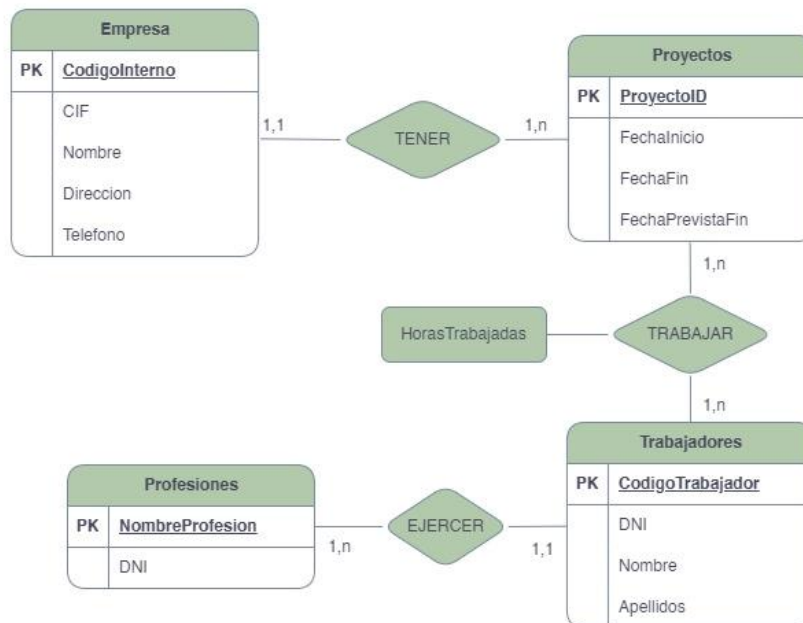 Empresa
PK CodigoInterno
CIF
Nombre
Direccion
Telefono
1,1
TENER
1,n
Proyectos
PK ProyectoID
FechaInicio
FechaFin
FechaPrevistaFin
1,n
HorasTrabajadas
TRABAJAR
1,n
Trabajadores
PK CodigoTrabajador
DNI
Nombre
Apellidos
Profesiones
PK NombreProfesion
DNI
1,n
EJERCER
1,1